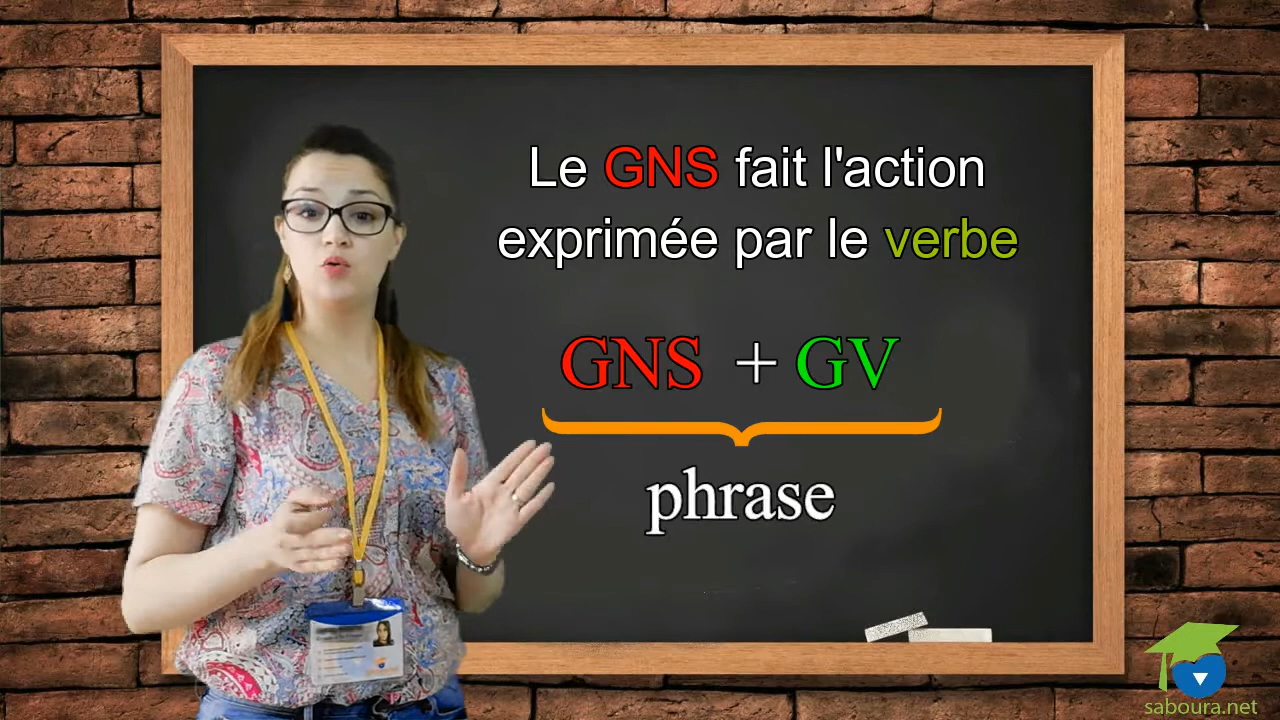 Le GNS fait l'action
exprimée par le verbe
GNS + GV
phrase
saboura.net